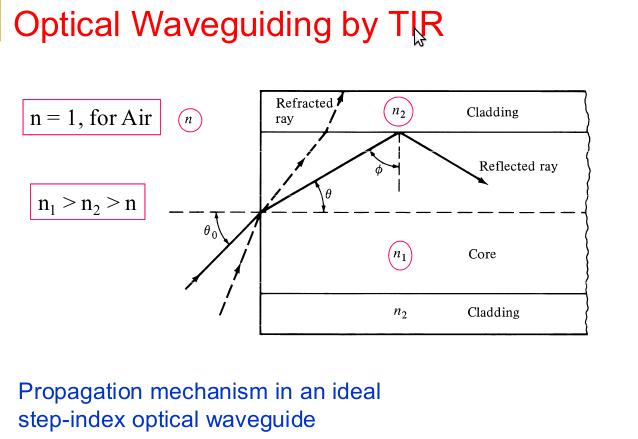 Optical Waveguiding by TIR
n = 1, for Air
n
Refracted
ray
n₂
Cladding
ϕ
Reflected ray
n₁ > n₂ > n
θ
θ₀
n₁
Core
n₂
Cladding
Propagation mechanism in an ideal
step-index optical waveguide